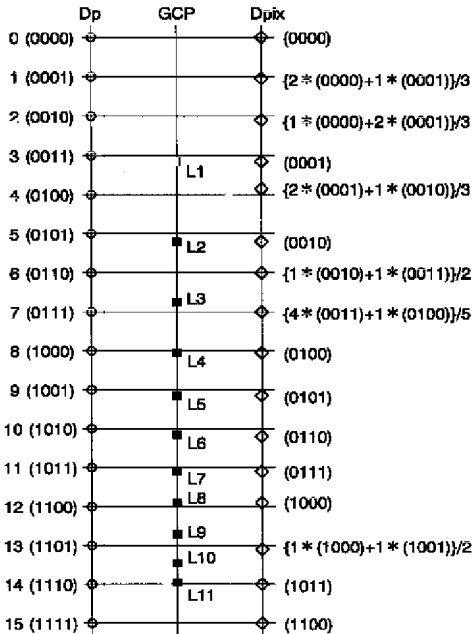 Dp GCP Dpix
0 (0000) (0000)
1 (0001) {2*(0000)+1*(0001)}/3
2 (0010) {1*(0000)+2*(0001)}/3
3 (0011) L1 (0001)
4 (0100) {2*(0001)+1*(0010)}/3
5 (0101) L2 (0010)
6 (0110) {1*(0010)+1*(0011)}/2
7 (0111) L3 {4*(0011)+1*(0100)}/5
8 (1000) L4 (0100)
9 (1001) L5 (0101)
10 (1010) L6 (0110)
11 (1011) L7 (0111)
12 (1100) L8 (1000)
L9
13 (1101) L10 {1*(1000)+1*(1001)}/2
14 (1110) L11 (1011)
15 (1111) (1100)